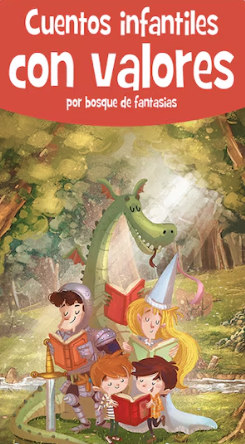 Cuentos infantiles
con valores
por bosque de fantasias